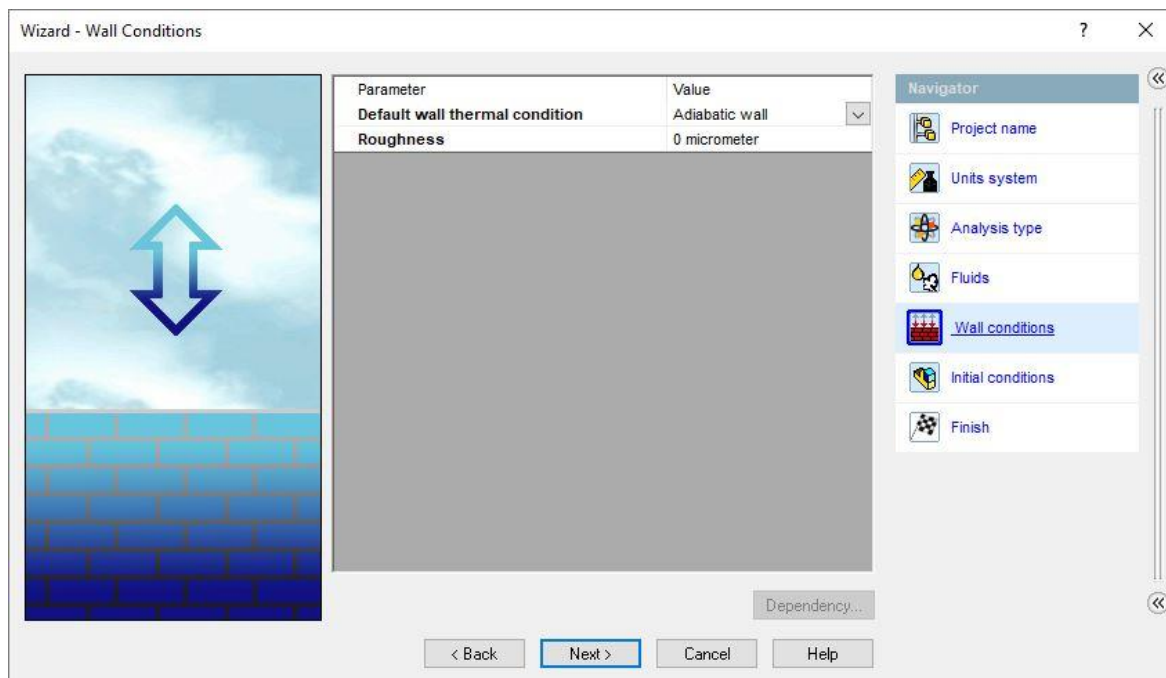 Wizard - Wall Conditions
?
Parameter Value
Default wall thermal condition Adiabatic wall
Roughness 0 micrometer
Navigator
Project name
Units system
Analysis type
Fluids
Wall conditions
Initial conditions
Finish
Dependency...
< Back Next > Cancel Help